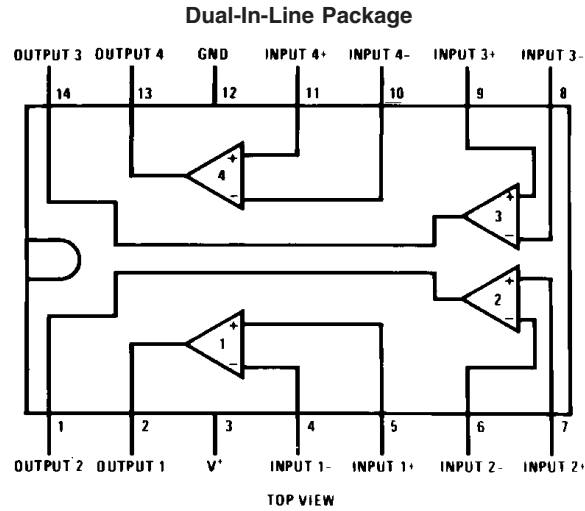 Dual-In-Line Package
OUTPUT 3 OUTPUT 4 GND INPUT 4+ INPUT 4- INPUT 3+ INPUT 3-
14 13 12 11 10 9 8
+
4
-
+
3
-
+
2
-
+
1
-
1 2 3 4 5 6 7
OUTPUT 2 OUTPUT 1 V+ INPUT 1- INPUT 1+ INPUT 2- INPUT 2+
TOP VIEW